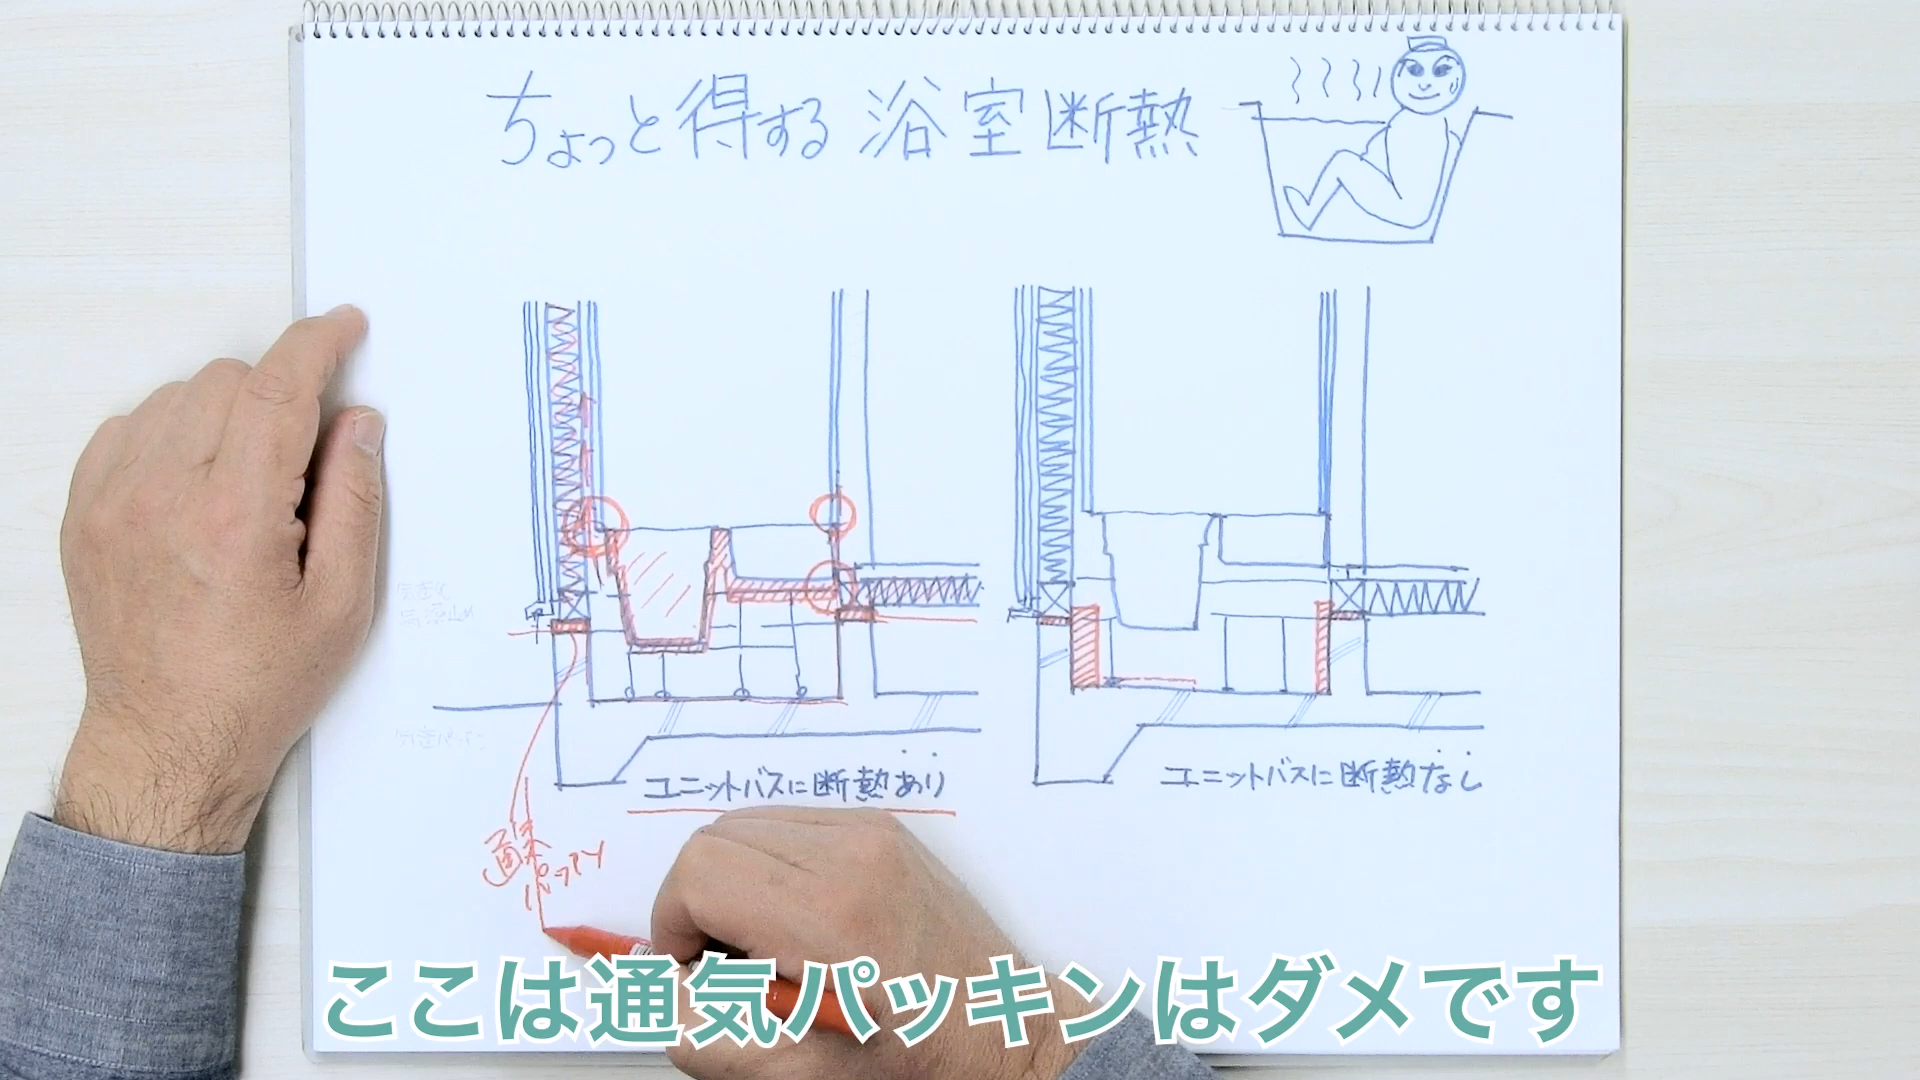 ちょっと得する 浴室断熱
ユニットバスに断熱あり
ユニットバスに断熱なし
通気
パッキン
ここは通気パッキンはダメです